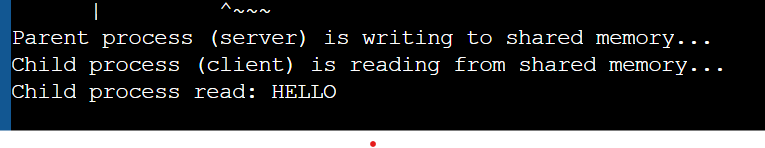 | ^~~~
Parent process (server) is writing to shared memory...
Child process (client) is reading from shared memory...
Child process read: HELLO